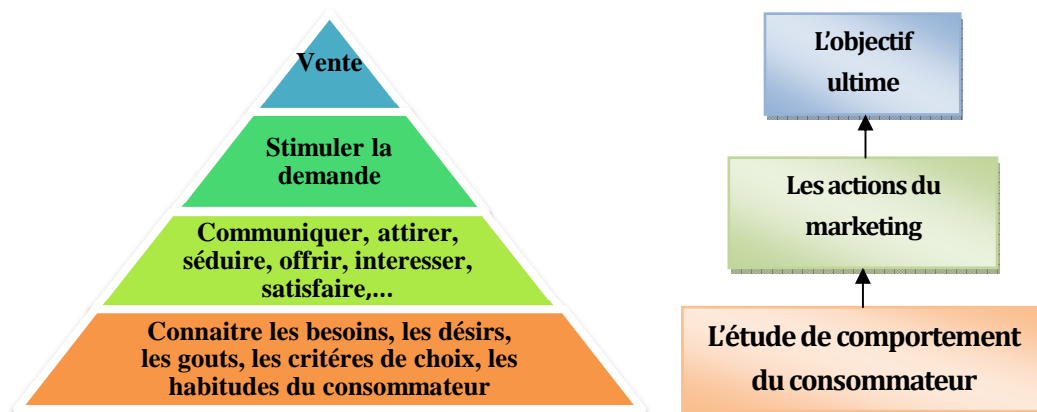 Vente
Stimuler la
demande
Communiquer, attirer,
séduire, offrir, interesser,
satisfaire,...
Connaitre les besoins, les désirs,
les gouts, les critéres de choix, les
habitudes du consommateur
L'objectif
ultime
Les actions du
marketing
L'étude de comportement
du consommateur